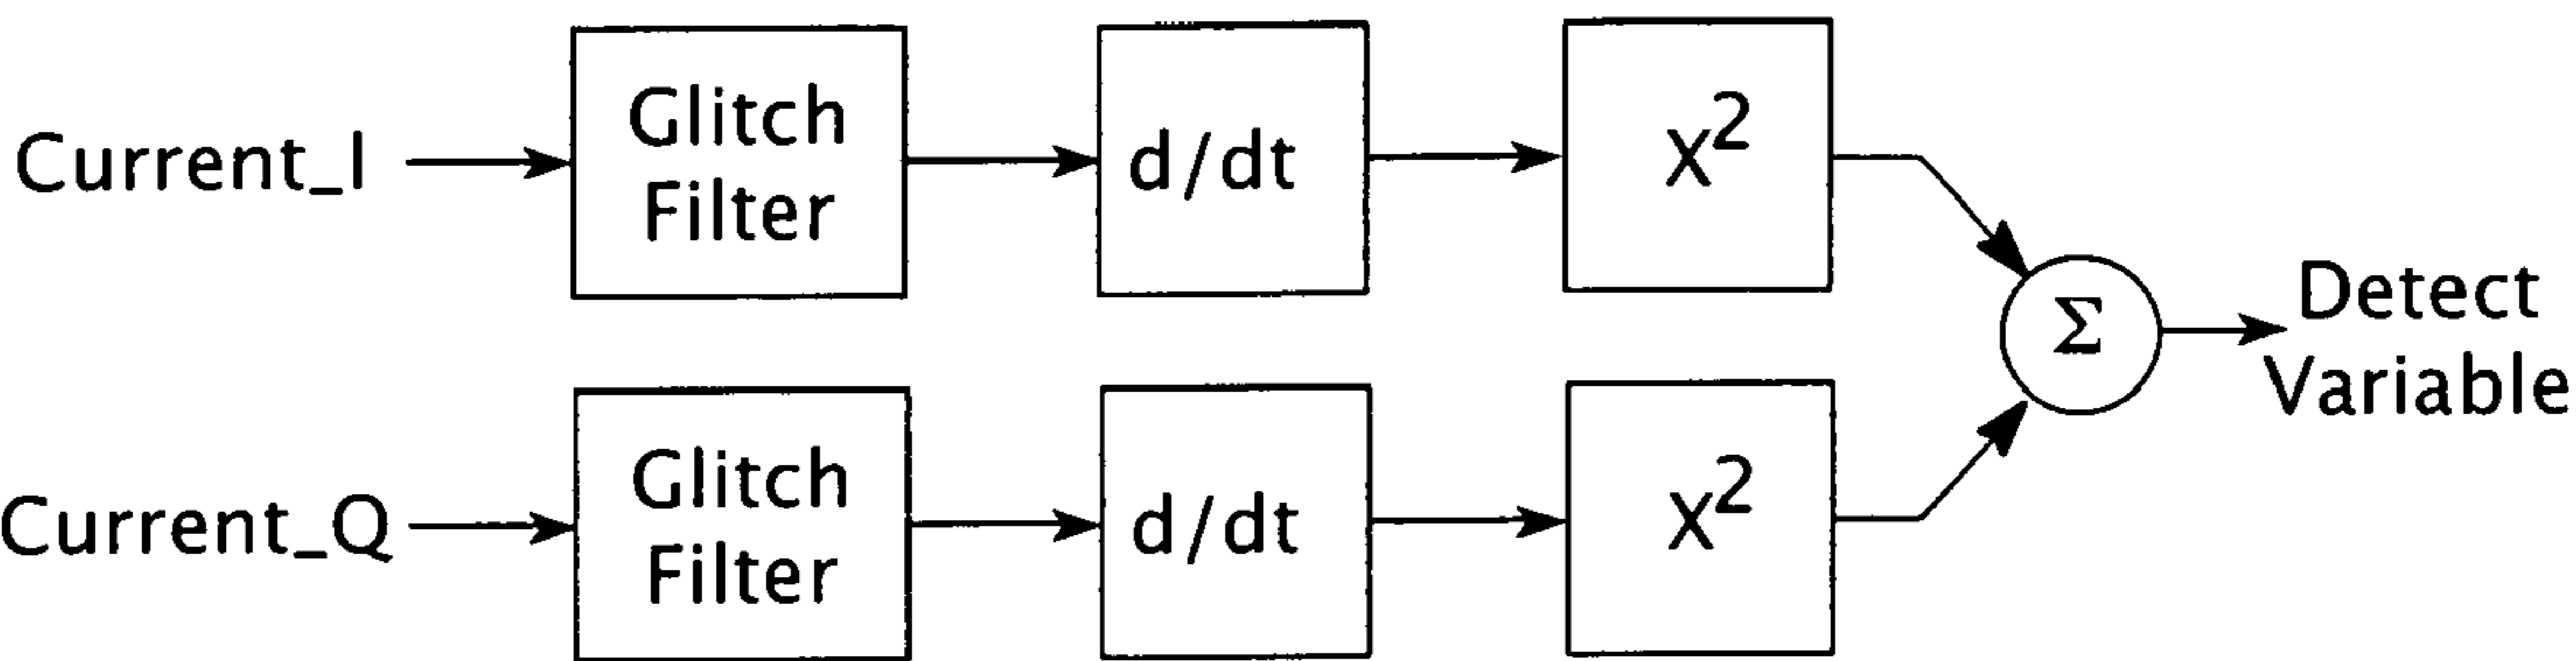 Current_I
Glitch
Filter
d/dt
X²
Σ
Detect
Variable
Current_Q
Glitch
Filter
d/dt
X²